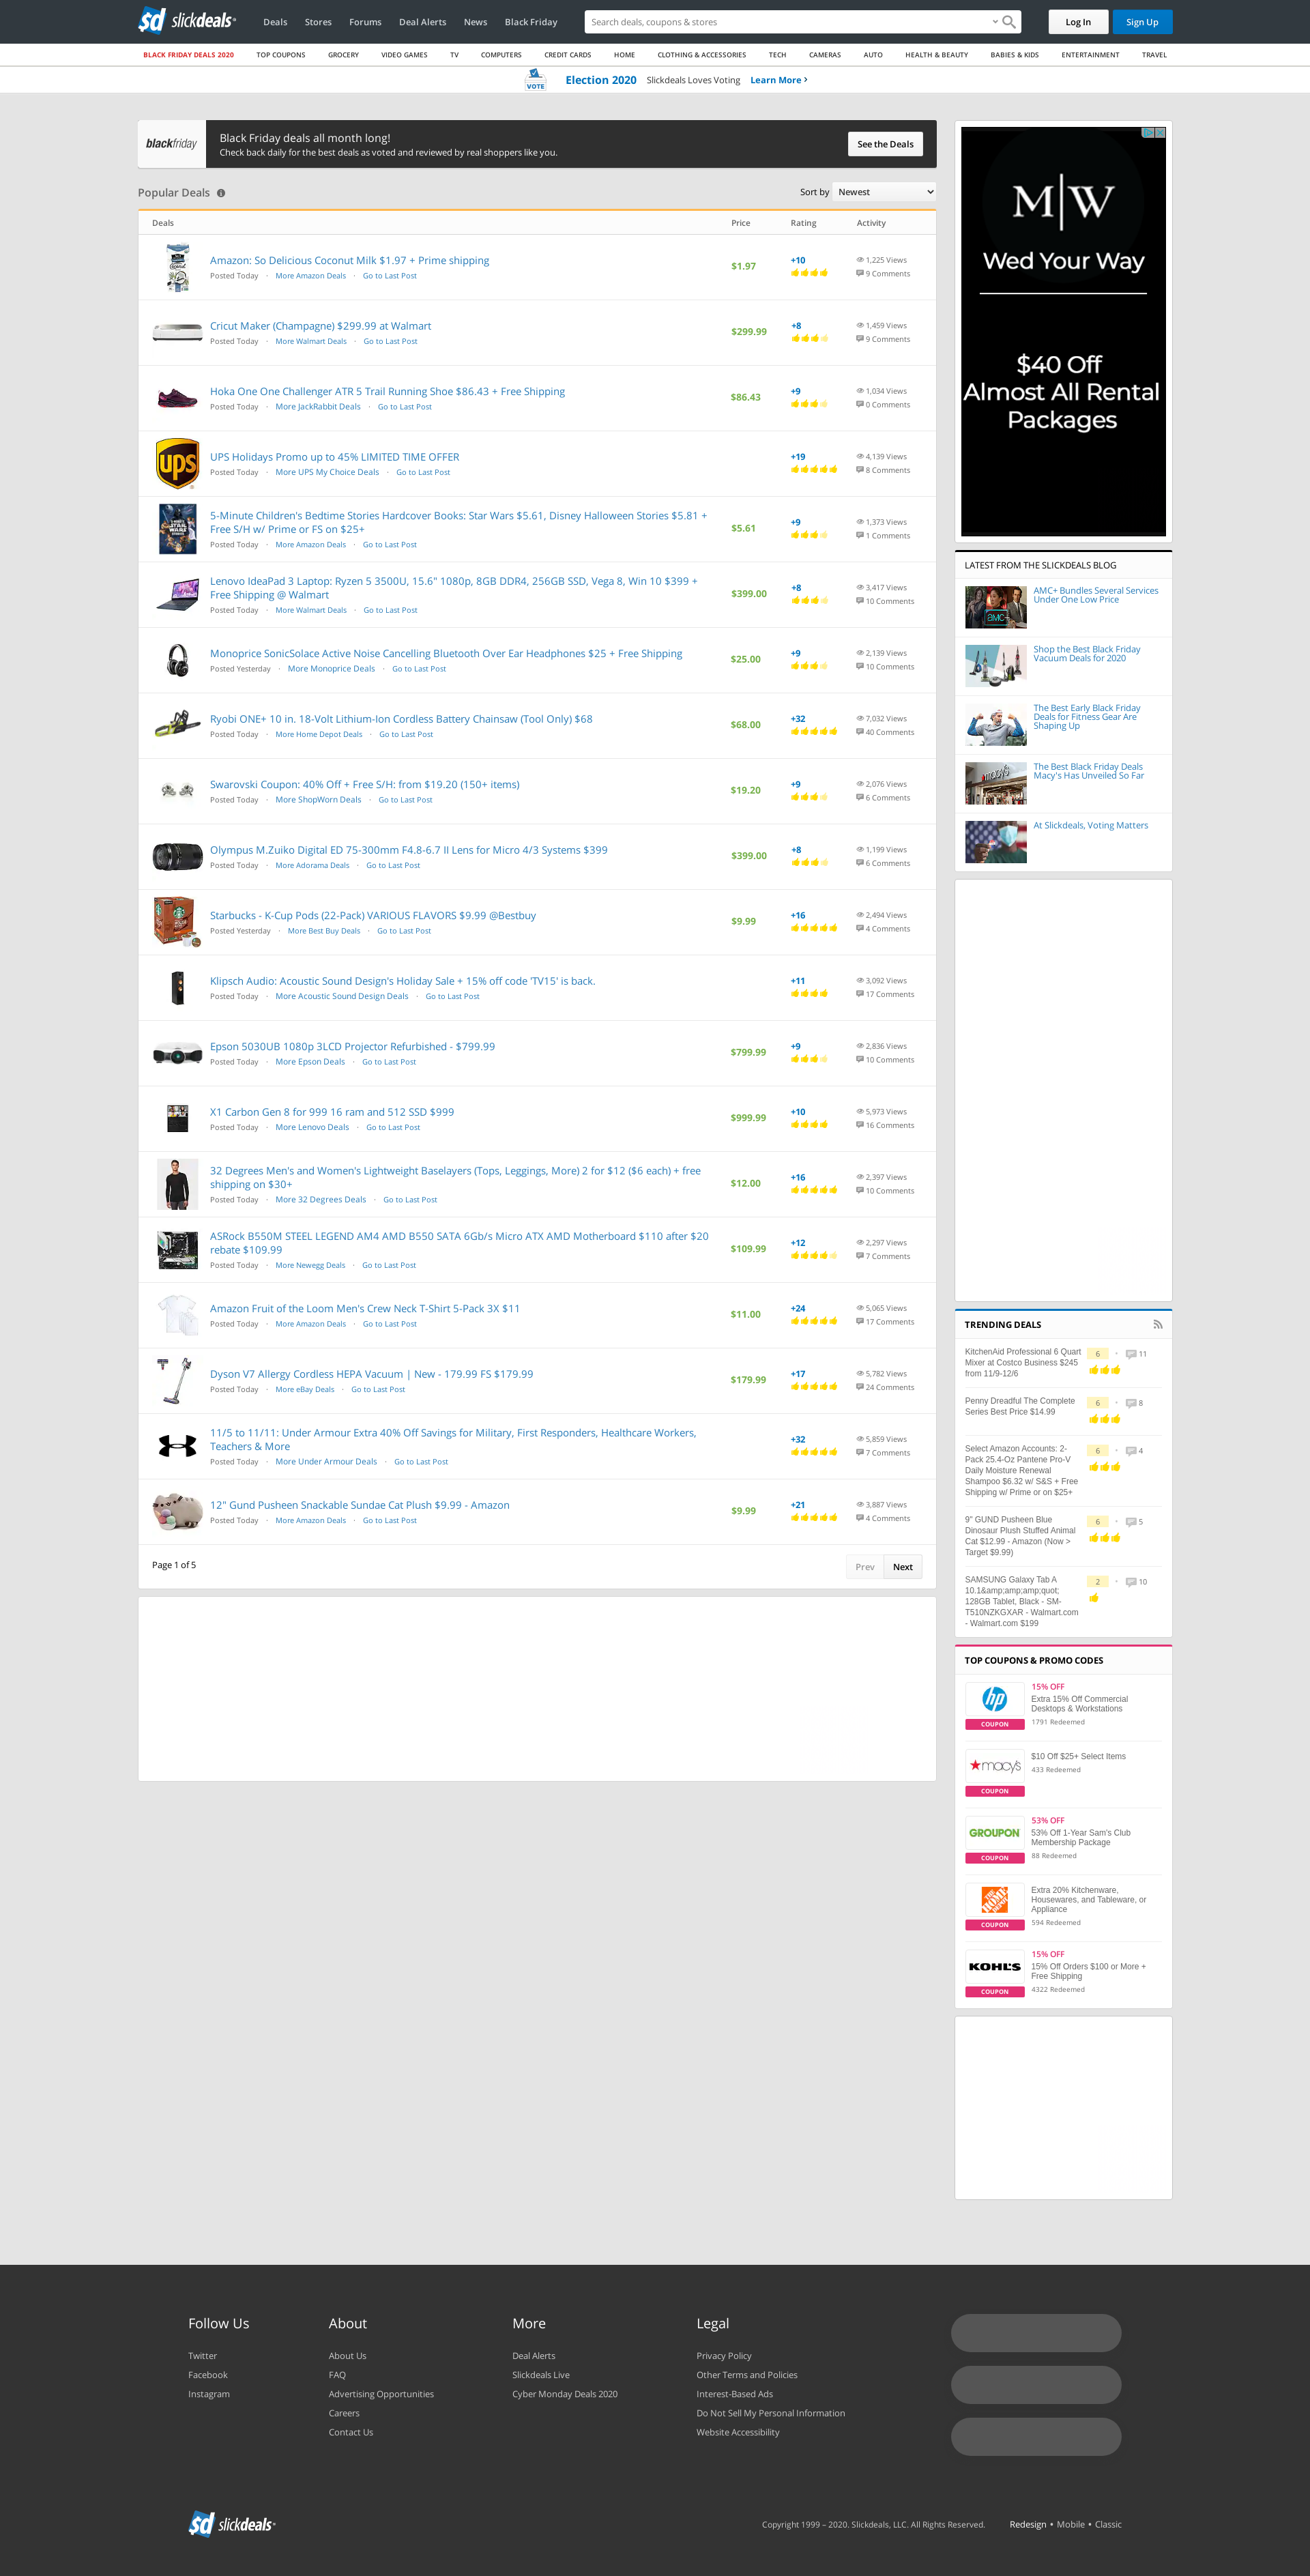 slickdeals
Deals Stores Forums Deal Alerts News Black Friday
Search deals, coupons & stores
Log In
Sign Up
BLACK FRIDAY DEALS 2020 TOP COUPONS GROCERY VIDEO GAMES TV COMPUTERS CREDIT CARDS HOME CLOTHING & ACCESSORIES TECH CAMERAS AUTO HEALTH & BEAUTY BABIES & KIDS ENTERTAINMENT TRAVEL
VOTE Election 2020 Slickdeals Loves Voting Learn More
blackfriday
Black Friday deals all month long!
Check back daily for the best deals as voted and reviewed by real shoppers like you.
See the Deals
Popular Deals
Sort by Newest
Deals Price Rating Activity
Amazon: So Delicious Coconut Milk $1.97 + Prime shipping
Posted Today · More Amazon Deals · Go to Last Post
$1.97
+10
1,225 Views
9 Comments
Cricut Maker (Champagne) $299.99 at Walmart
Posted Today · More Walmart Deals · Go to Last Post
$299.99
+8
1,459 Views
9 Comments
Hoka One One Challenger ATR 5 Trail Running Shoe $86.43 + Free Shipping
Posted Today · More JackRabbit Deals · Go to Last Post
$86.43
+9
1,034 Views
0 Comments
ups
UPS Holidays Promo up to 45% LIMITED TIME OFFER
Posted Today · More UPS My Choice Deals · Go to Last Post
+19
4,139 Views
8 Comments
STAR WARS
5-Minute Children's Bedtime Stories Hardcover Books: Star Wars $5.61, Disney Halloween Stories $5.81 +
Free S/H w/ Prime or FS on $25+
Posted Today · More Amazon Deals · Go to Last Post
$5.61
+9
1,373 Views
1 Comments
Lenovo IdeaPad 3 Laptop: Ryzen 5 3500U, 15.6" 1080p, 8GB DDR4, 256GB SSD, Vega 8, Win 10 $399 +
Free Shipping @ Walmart
Posted Today · More Walmart Deals · Go to Last Post
$399.00
+8
3,417 Views
10 Comments
Monoprice SonicSolace Active Noise Cancelling Bluetooth Over Ear Headphones $25 + Free Shipping
Posted Yesterday · More Monoprice Deals · Go to Last Post
$25.00
+9
2,139 Views
10 Comments
Ryobi ONE+ 10 in. 18-Volt Lithium-Ion Cordless Battery Chainsaw (Tool Only) $68
Posted Today · More Home Depot Deals · Go to Last Post
$68.00
+32
7,032 Views
40 Comments
Swarovski Coupon: 40% Off + Free S/H: from $19.20 (150+ items)
Posted Today · More ShopWorn Deals · Go to Last Post
$19.20
+9
2,076 Views
6 Comments
Olympus M.Zuiko Digital ED 75-300mm F4.8-6.7 II Lens for Micro 4/3 Systems $399
Posted Today · More Adorama Deals · Go to Last Post
$399.00
+8
1,199 Views
6 Comments
Starbucks - K-Cup Pods (22-Pack) VARIOUS FLAVORS $9.99 @Bestbuy
Posted Yesterday · More Best Buy Deals · Go to Last Post
$9.99
+16
2,494 Views
4 Comments
Klipsch Audio: Acoustic Sound Design's Holiday Sale + 15% off code 'TV15' is back.
Posted Today · More Acoustic Sound Design Deals · Go to Last Post
+11
3,092 Views
17 Comments
Epson 5030UB 1080p 3LCD Projector Refurbished - $799.99
Posted Today · More Epson Deals · Go to Last Post
$799.99
+9
2,836 Views
10 Comments
X1 Carbon Gen 8 for 999 16 ram and 512 SSD $999
Posted Today · More Lenovo Deals · Go to Last Post
$999.99
+10
5,973 Views
16 Comments
32 Degrees Men's and Women's Lightweight Baselayers (Tops, Leggings, More) 2 for $12 ($6 each) + free
shipping on $30+
Posted Today · More 32 Degrees Deals · Go to Last Post
$12.00
+16
2,397 Views
10 Comments
ASRock B550M STEEL LEGEND AM4 AMD B550 SATA 6Gb/s Micro ATX AMD Motherboard $110 after $20
rebate $109.99
Posted Today · More Newegg Deals · Go to Last Post
$109.99
+12
2,297 Views
7 Comments
Amazon Fruit of the Loom Men's Crew Neck T-Shirt 5-Pack 3X $11
Posted Today · More Amazon Deals · Go to Last Post
$11.00
+24
5,065 Views
17 Comments
Dyson V7 Allergy Cordless HEPA Vacuum | New - 179.99 FS $179.99
Posted Today · More eBay Deals · Go to Last Post
$179.99
+17
5,782 Views
24 Comments
11/5 to 11/11: Under Armour Extra 40% Off Savings for Military, First Responders, Healthcare Workers,
Teachers & More
Posted Today · More Under Armour Deals · Go to Last Post
+32
5,859 Views
7 Comments
12" Gund Pusheen Snackable Sundae Cat Plush $9.99 - Amazon
Posted Today · More Amazon Deals · Go to Last Post
$9.99
+21
3,887 Views
4 Comments
Page 1 of 5
Prev Next
M|W
Wed Your Way
$40 Off
Almost All Rental
Packages
LATEST FROM THE SLICKDEALS BLOG
amc+
AMC+ Bundles Several Services
Under One Low Price
Shop the Best Black Friday
Vacuum Deals for 2020
The Best Early Black Friday
Deals for Fitness Gear Are
Shaping Up
The Best Black Friday Deals
Macy's Has Unveiled So Far
At Slickdeals, Voting Matters
TRENDING DEALS
KitchenAid Professional 6 Quart
Mixer at Costco Business $245
from 11/9-12/6
6 · 11
Penny Dreadful The Complete
Series Best Price $14.99
6 · 8
Select Amazon Accounts: 2-
Pack 25.4-Oz Pantene Pro-V
Daily Moisture Renewal
Shampoo $6.32 w/ S&S + Free
Shipping w/ Prime or on $25+
6 · 4
9" GUND Pusheen Blue
Dinosaur Plush Stuffed Animal
Cat $12.99 - Amazon (Now >
Target $9.99)
6 · 5
SAMSUNG Galaxy Tab A
10.1&amp;amp;amp;quot;
128GB Tablet, Black - SM-
T510NZKGXAR - Walmart.com
- Walmart.com $199
2 · 10
TOP COUPONS & PROMO CODES
hp
COUPON
15% OFF
Extra 15% Off Commercial
Desktops & Workstations
1791 Redeemed
macy's
COUPON
$10 Off $25+ Select Items
433 Redeemed
GROUPON
COUPON
53% OFF
53% Off 1-Year Sam's Club
Membership Package
88 Redeemed
THE HOME DEPOT
COUPON
Extra 20% Kitchenware,
Housewares, and Tableware, or
Appliance
594 Redeemed
KOHL'S
COUPON
15% OFF
15% Off Orders $100 or More +
Free Shipping
4322 Redeemed
Follow Us
Twitter
Facebook
Instagram
About
About Us
FAQ
Advertising Opportunities
Careers
Contact Us
More
Deal Alerts
Slickdeals Live
Cyber Monday Deals 2020
Legal
Privacy Policy
Other Terms and Policies
Interest-Based Ads
Do Not Sell My Personal Information
Website Accessibility
slickdeals
Copyright 1999 – 2020. Slickdeals, LLC. All Rights Reserved.
Redesign • Mobile • Classic